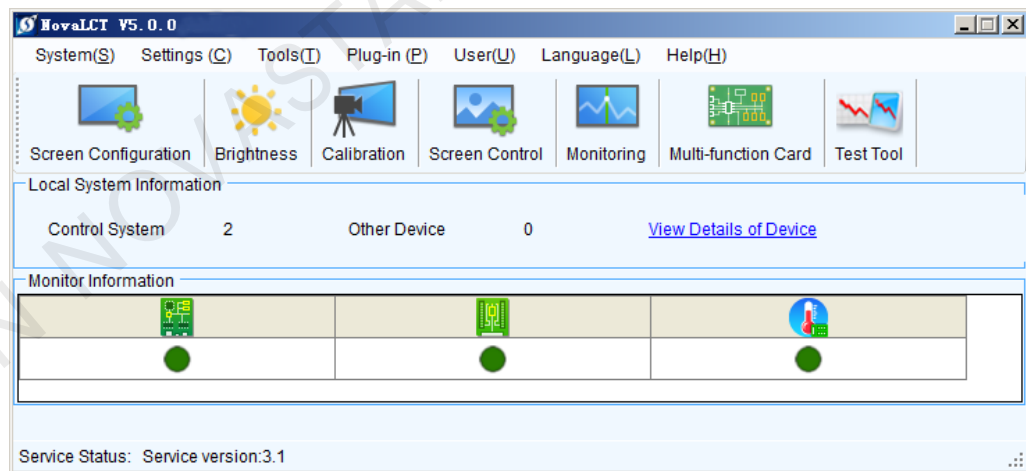 NovaLCT V5.0.0
System(S) Settings (C) Tools(T) Plug-in (P) User(U) Language(L) Help(H)
Screen Configuration Brightness Calibration Screen Control Monitoring Multi-function Card Test Tool
Local System Information
Control System 2 Other Device 0 View Details of Device
Monitor Information
Service Status: Service version:3.1